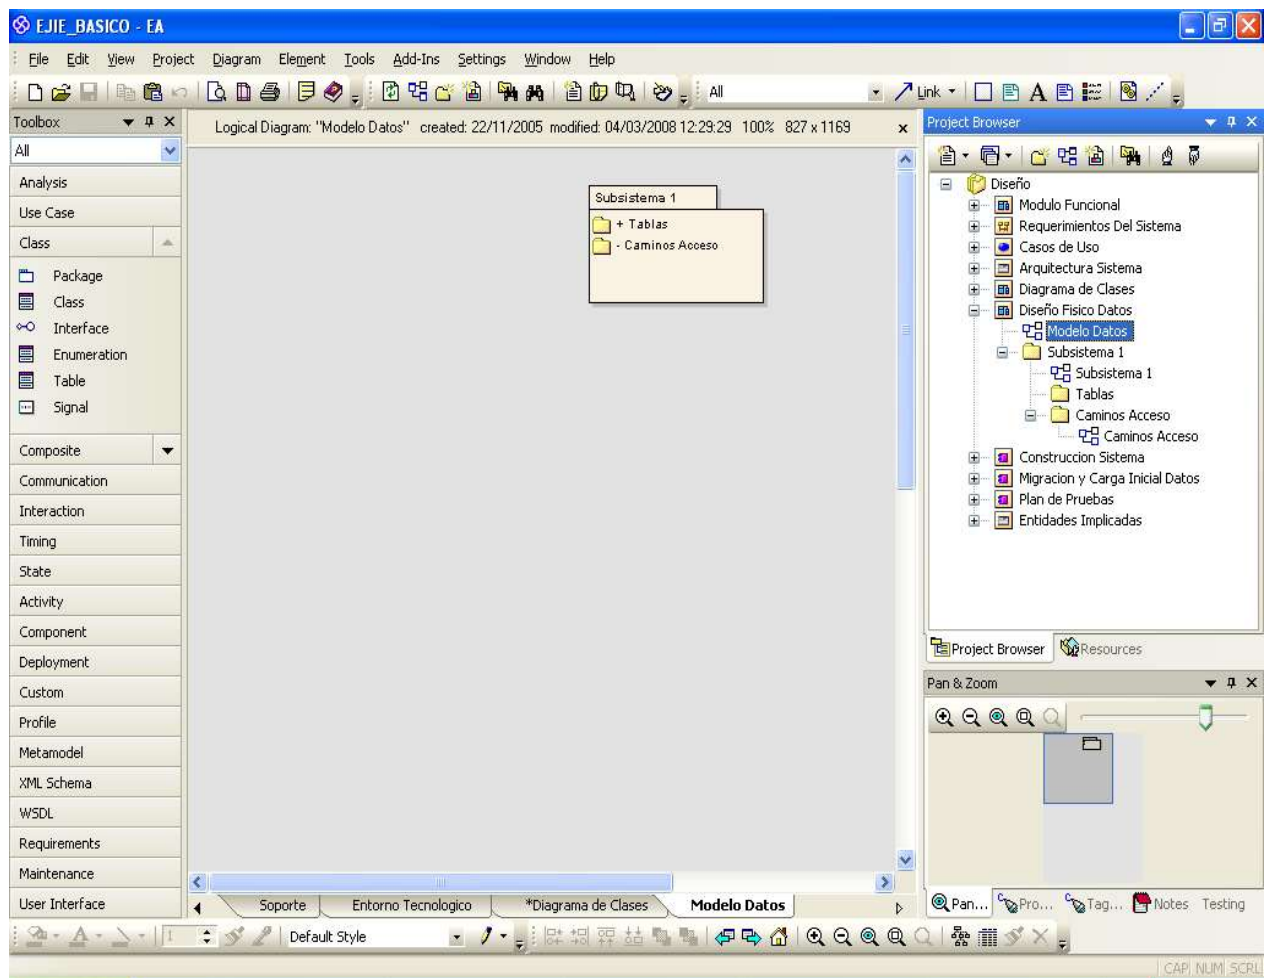 EJIE_BASICO - EA
File Edit View Project Diagram Element Tools Add-Ins Settings Window Help
All
Link
Toolbox
All
Analysis
Use Case
Class
Package
Class
Interface
Enumeration
Table
Signal
Composite
Communication
Interaction
Timing
State
Activity
Component
Deployment
Custom
Profile
Metamodel
XML Schema
WSDL
Requirements
Maintenance
User Interface
Logical Diagram: "Modelo Datos" created: 22/11/2005 modified: 04/03/2008 12:29:29 100% 827 x 1169
Subsistema 1
+ Tablas
- Caminos Acceso
Soporte Entorno Tecnologico *Diagrama de Clases Modelo Datos
Project Browser
Diseño
Modulo Funcional
Requerimientos Del Sistema
Casos de Uso
Arquitectura Sistema
Diagrama de Clases
Diseño Fisico Datos
Modelo Datos
Subsistema 1
Subsistema 1
Tablas
Caminos Acceso
Caminos Acceso
Construccion Sistema
Migracion y Carga Inicial Datos
Plan de Pruebas
Entidades Implicadas
Project Browser Resources
Pan & Zoom
Pan... Pro... Tag... Notes Testing
1 Default Style
CAP NUM SCRL